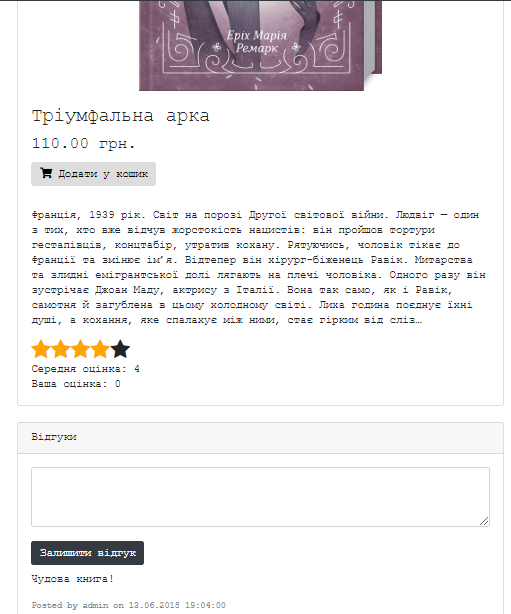 Еріх Марія
Ремарк
Тріумфальна арка
110.00 грн.
Додати у кошик
Франція, 1939 рік. Світ на порозі Другої світової війни. Людвіг — один
з тих, хто вже відчув жорстокість нацистів: він пройшов тортури
гестапівців, концтабір, утратив кохану. Рятуючись, чоловік тікає до
Франції та змінює ім’я. Відтепер він хірург-біженець Равік. Митарства
та злидні емігрантської долі лягають на плечі чоловіка. Одного разу він
зустрічає Джоан Маду, актрису з Італії. Вона так само, як і Равік,
самотня й загублена в цьому холодному світі. Лиха година поєднує їхні
душі, а кохання, яке спалахує між ними, стає гірким від сліз…
Середня оцінка: 4
Ваша оцінка: 0
Відгуки
Залишити відгук
Чудова книга!
Posted by admin on 13.06.2018 19:04:00